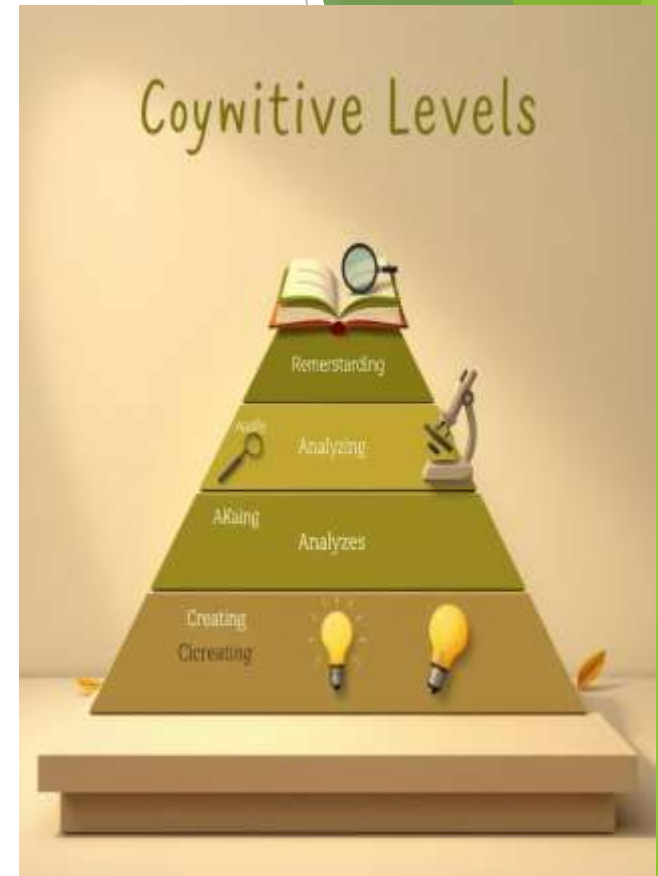 Coywitive Levels
Remerstarding
Analyzing
AKaing
Analyzes
Creating
Cicreating